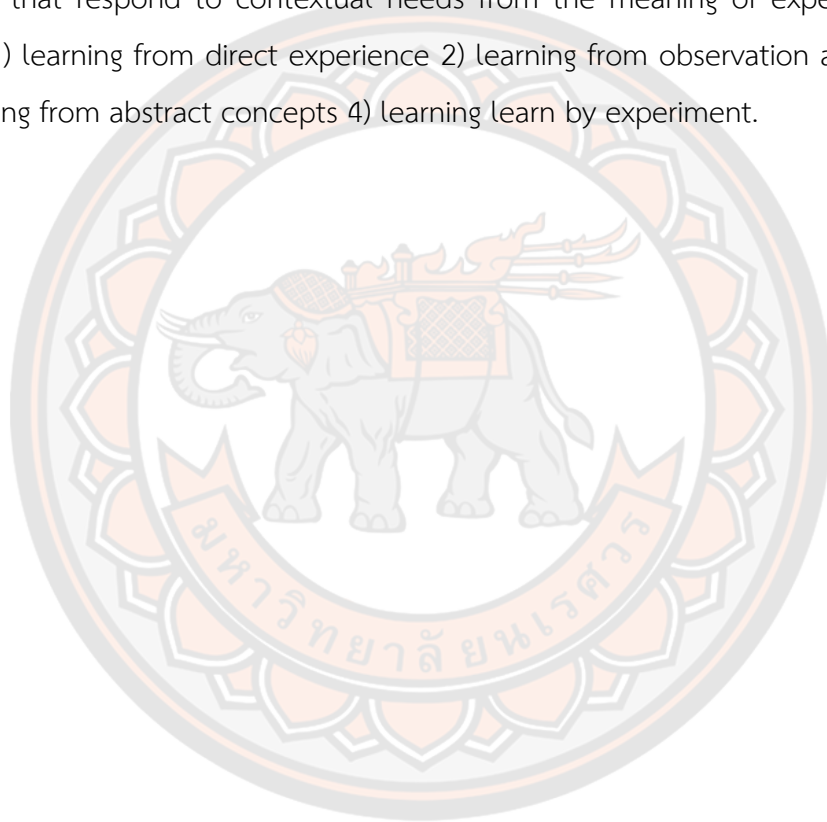 that respond to contextual needs from the meaning of
) learning from direct experience 2) learning from observation
ng from abstract concepts 4) learning learn by experiment.
มหาวิทยาลัยนเรศวร